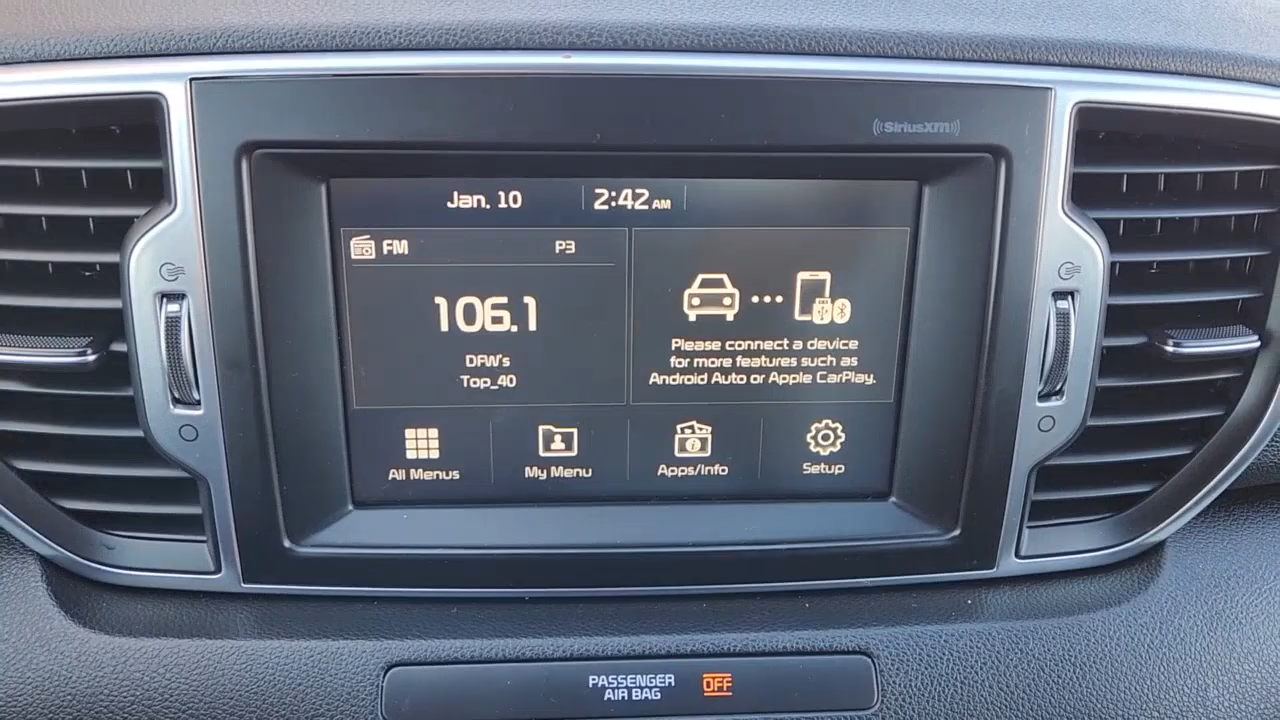 SiriusXM
Jan. 10
2:42 AM
FM P3
106.1
DFW's
Top_40
Please connect a device
for more features such as
Android Auto or Apple CarPlay.
All Menus
My Menu
Apps/Info
Setup
PASSENGER
AIR BAG
OFF